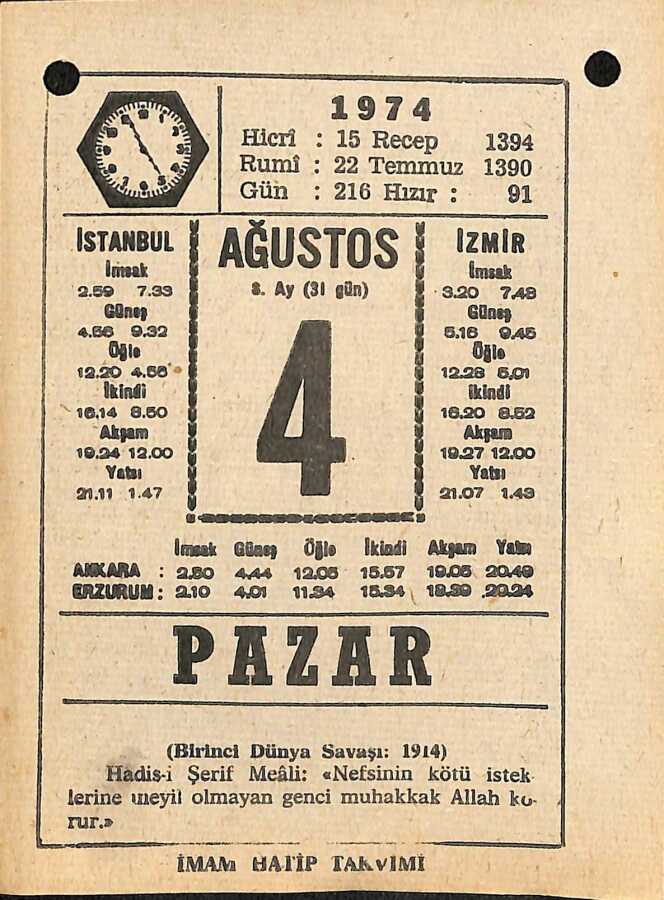 1974
Hicrî : 15 Recep 1394
Rumî : 22 Temmuz 1390
Gün : 216 Hızır : 91
İSTANBUL
İmsak
2.59 7.33
Güneş
4.56 9.32
Öğle
12.20 4.56
İkindi
16.14 8.50
Akşam
19.24 12.00
Yatsı
21.11 1.47
AĞUSTOS
8. Ay (31 gün)
4
İZMİR
İmsak
3.20 7.48
Güneş
5.16 9.45
Öğle
12.28 5.01
İkindi
16.20 8.52
Akşam
19.27 12.00
Yatsı
21.07 1.43
İmsak Güneş Öğle İkindi Akşam Yatsı
ANKARA : 2.50 4.44 12.05 15.57 19.05 20.49
ERZURUM : 2.10 4.01 11.34 15.34 18.39 20.24
PAZAR
(Birinci Dünya Savaşı: 1914)
Hadis-i Şerif Meâli: «Nefsinin kötü istek-
lerine meyil olmayan genci muhakkak Allah ko-
rur.»
İMAM HATİP TAKVİMİ